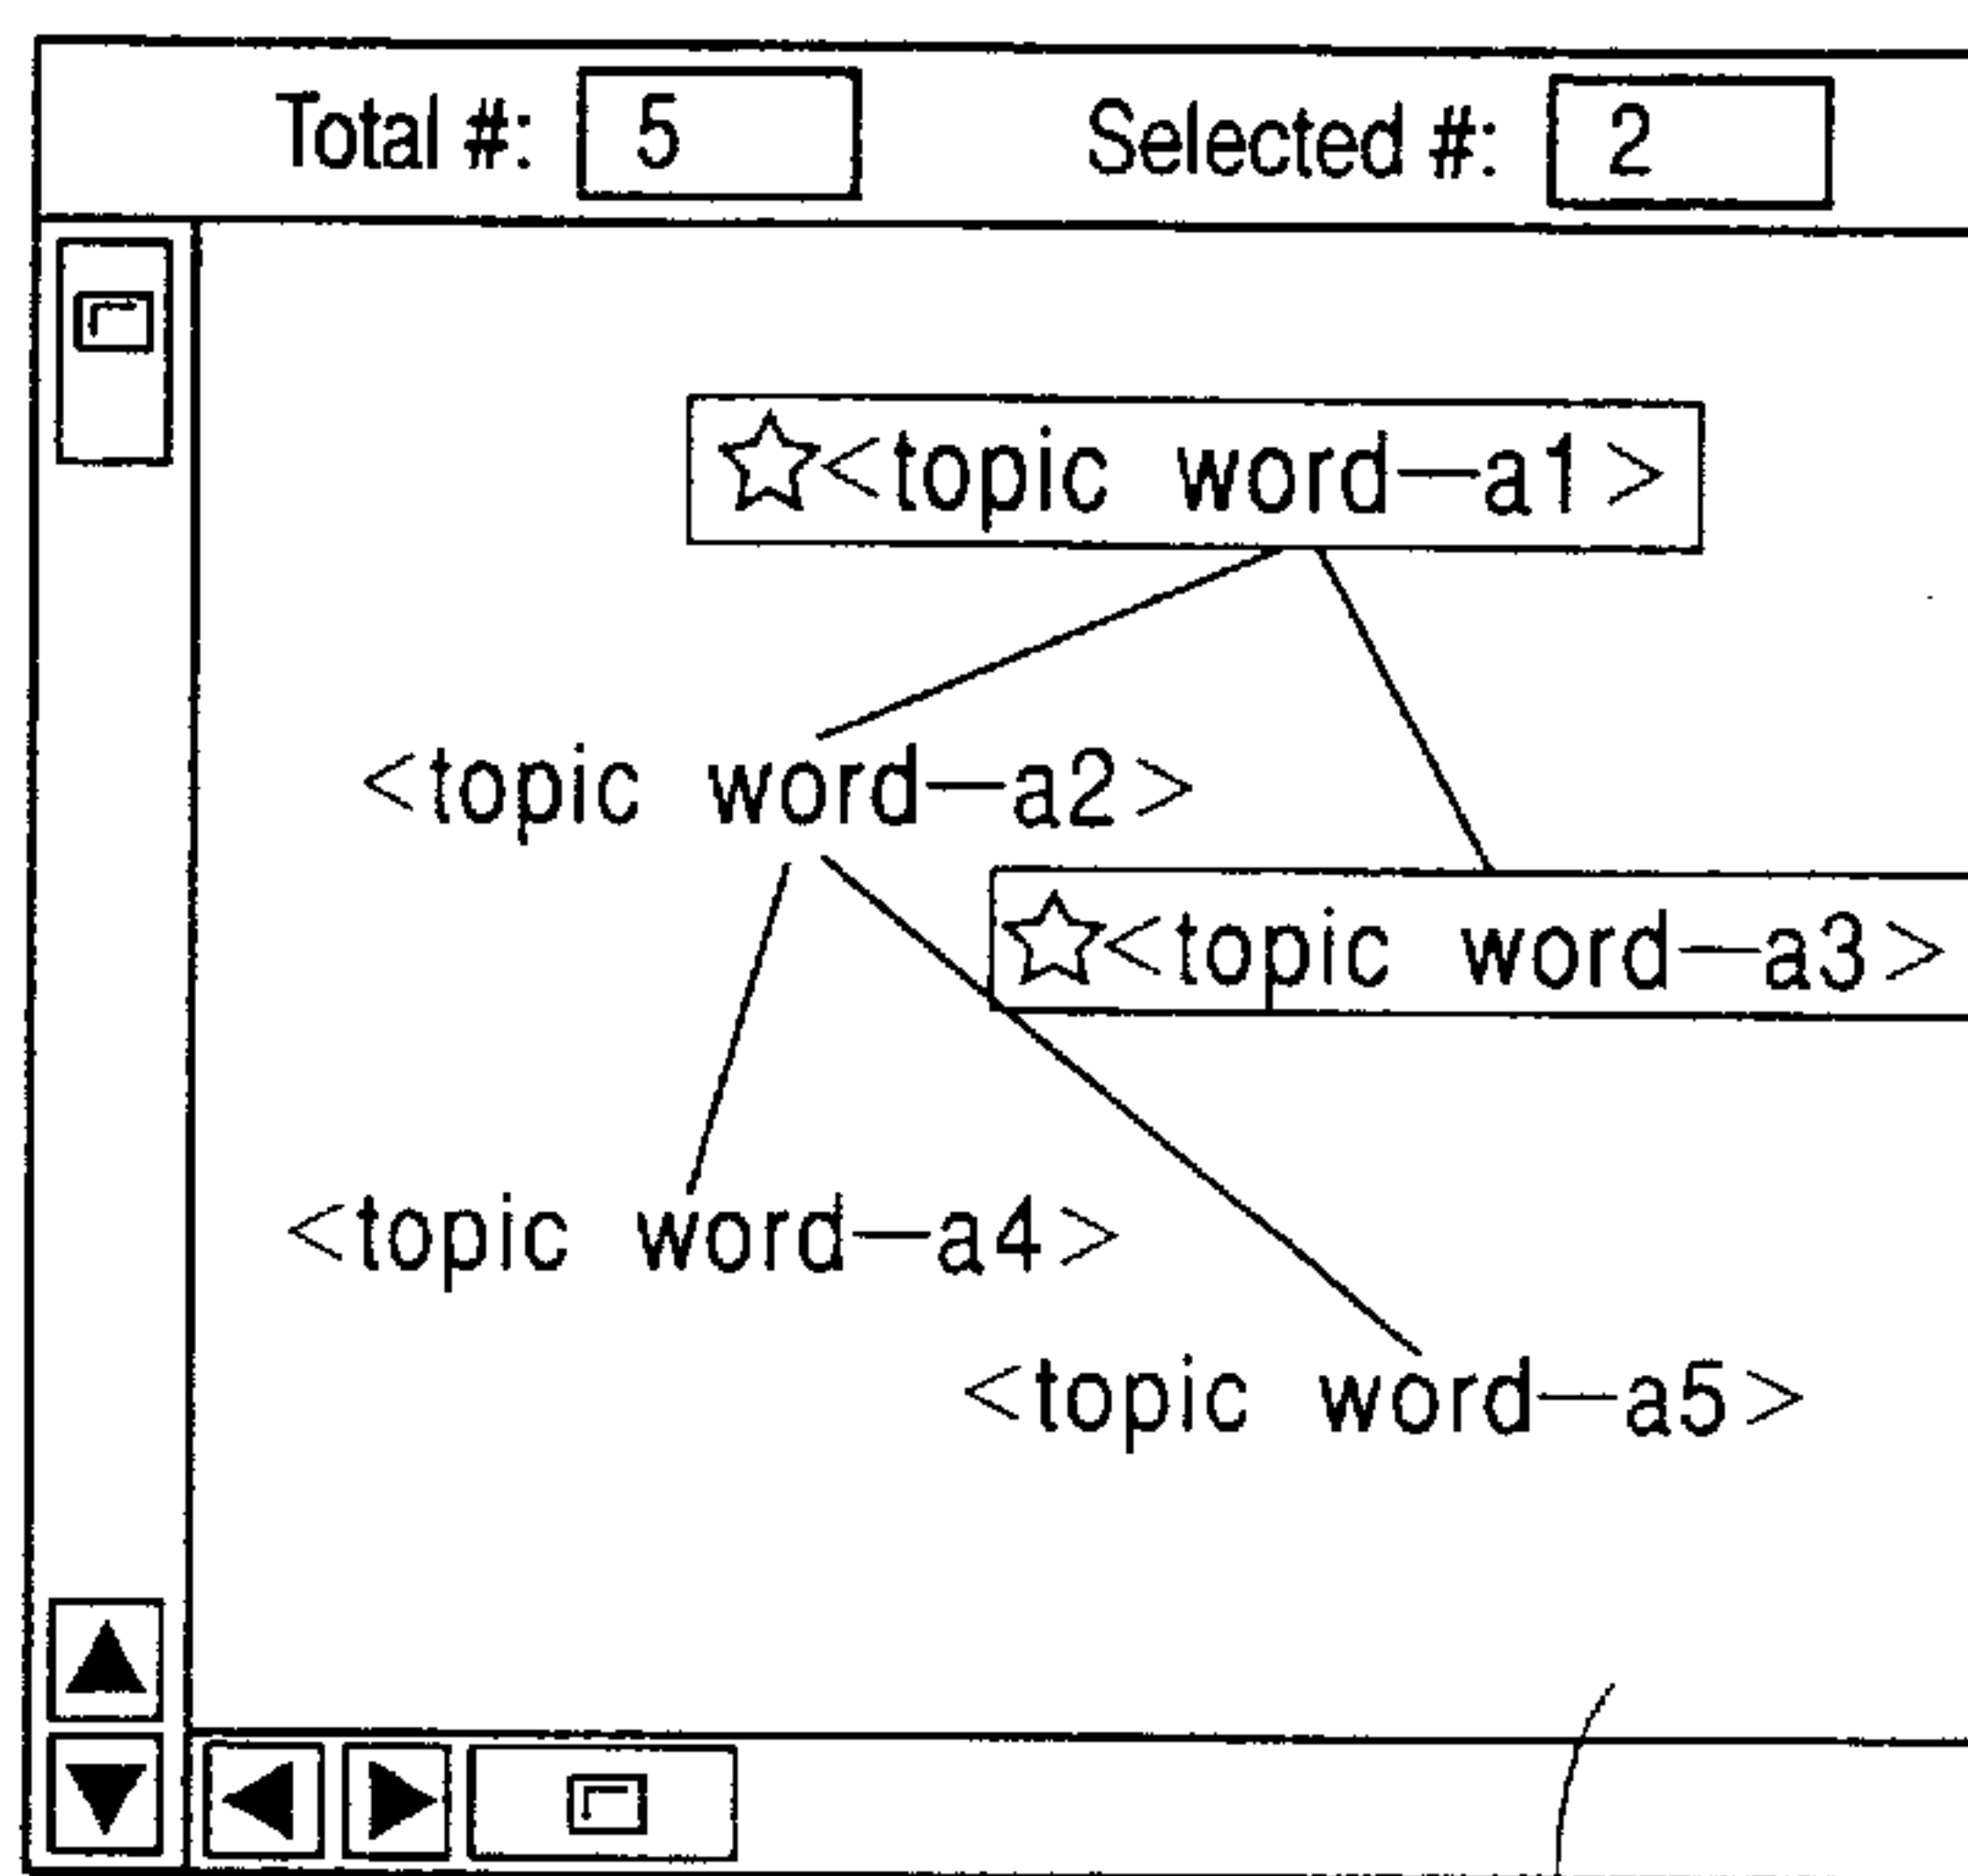 Total #: 5 Selected #: 2
☆<topic word—a1>
<topic word—a2>
☆<topic word—a3>
<topic word—a4>
<topic word—a5>